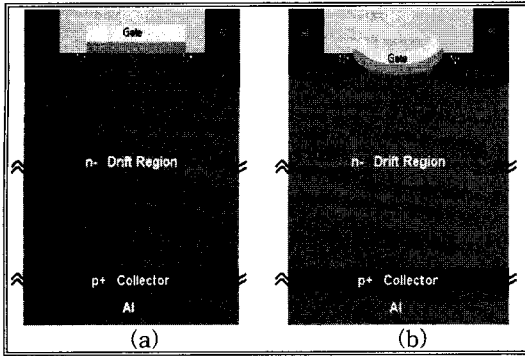 Gate
Gate
n- Drift Region
n- Drift Region
p+ Collector
p+ Collector
Al
Al
(a)
(b)